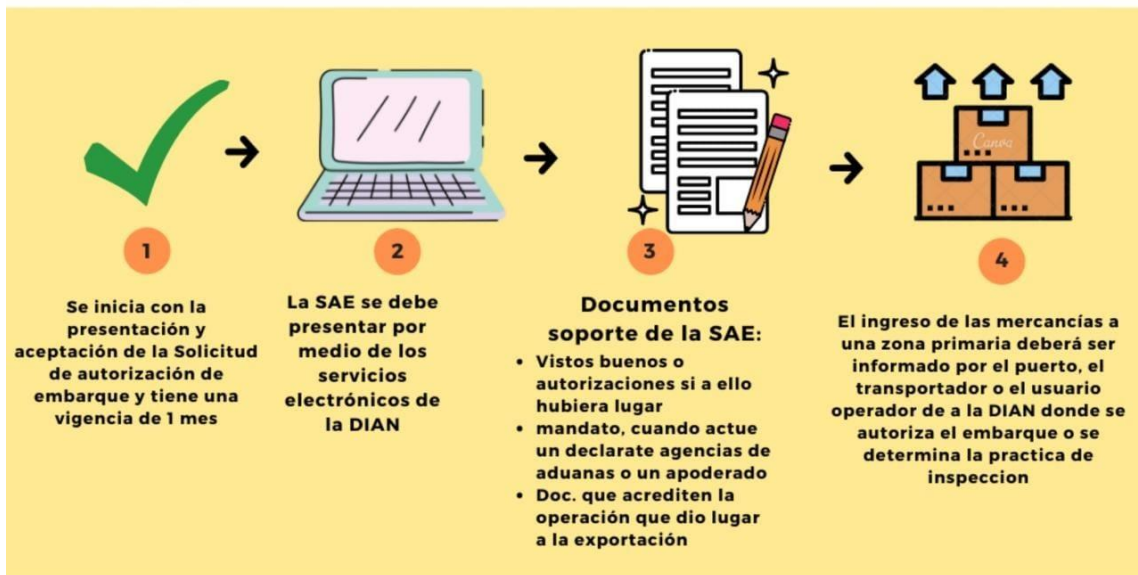 1
Se inicia con la
presentación y
aceptación de la Solicitud
de autorización de
embarque y tiene una
vigencia de 1 mes
2
La SAE se debe
presentar por
medio de los
servicios
electrónicos de
la DIAN
3
Documentos
soporte de la SAE:
• Vistos buenos o
autorizaciones si a ello
hubiera lugar
• mandato, cuando actue
un declarate agencias de
aduanas o un apoderado
• Doc. que acrediten la
operación que dio lugar
a la exportación
Canva
4
El ingreso de las mercancías a
una zona primaria deberá ser
informado por el puerto, el
transportador o el usuario
operador de a la DIAN donde se
autoriza el embarque o se
determina la practica de
inspeccion